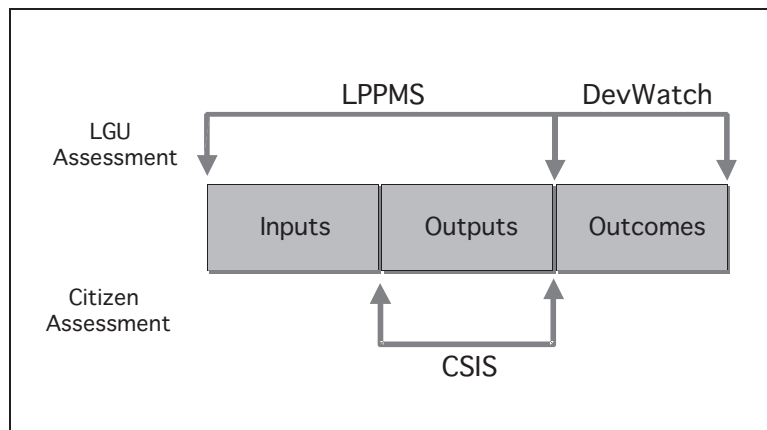 LPPMS
DevWatch
LGU
Assessment
Inputs
Outputs
Outcomes
Citizen
Assessment
CSIS